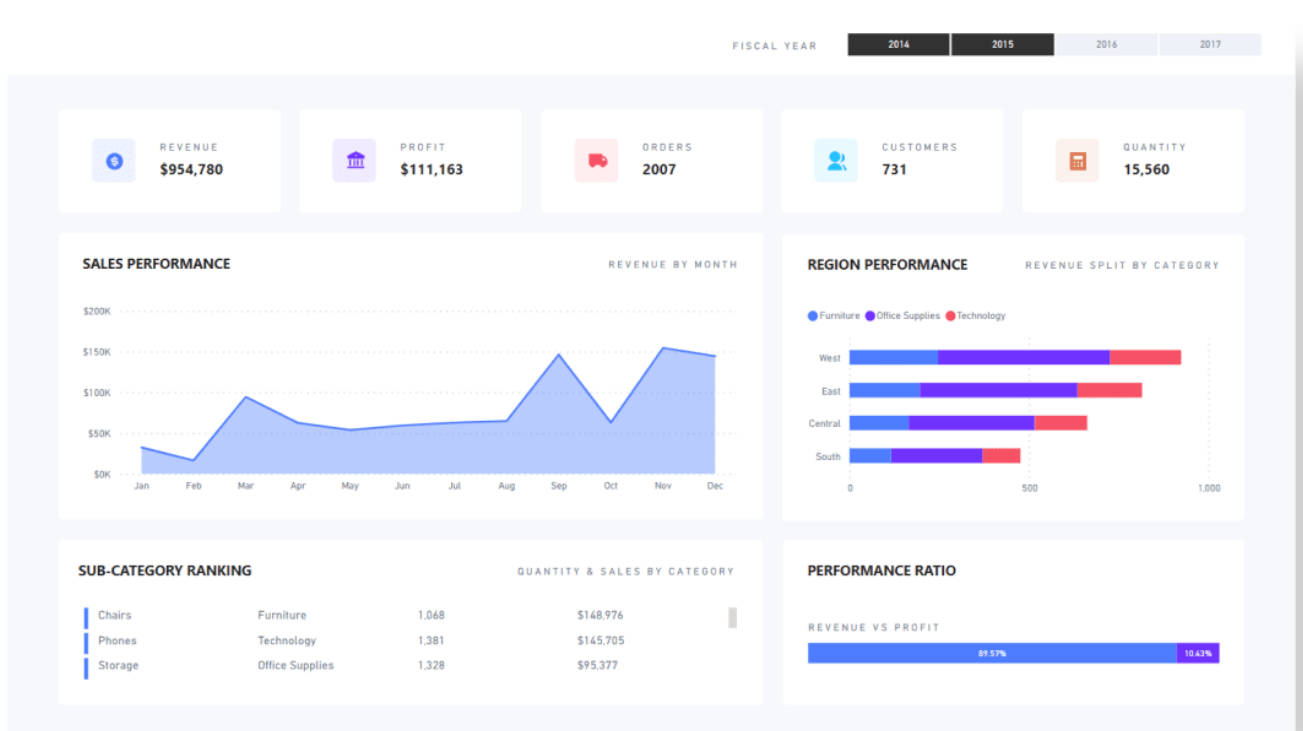 FISCAL YEAR 2014 2015 2016 2017
REVENUE
$954,780
PROFIT
$111,163
ORDERS
2007
CUSTOMERS
731
QUANTITY
15,560
SALES PERFORMANCE REVENUE BY MONTH
$200K
$150K
$100K
$50K
$0K
Jan Feb Mar Apr May Jun Jul Aug Sep Oct Nov Dec
REGION PERFORMANCE REVENUE SPLIT BY CATEGORY
Furniture Office Supplies Technology
West
East
Central
South
0 500 1,000
SUB-CATEGORY RANKING QUANTITY & SALES BY CATEGORY
Chairs Furniture 1,068 $148,976
Phones Technology 1,381 $145,705
Storage Office Supplies 1,328 $95,377
PERFORMANCE RATIO
REVENUE VS PROFIT
89.57% 10.43%